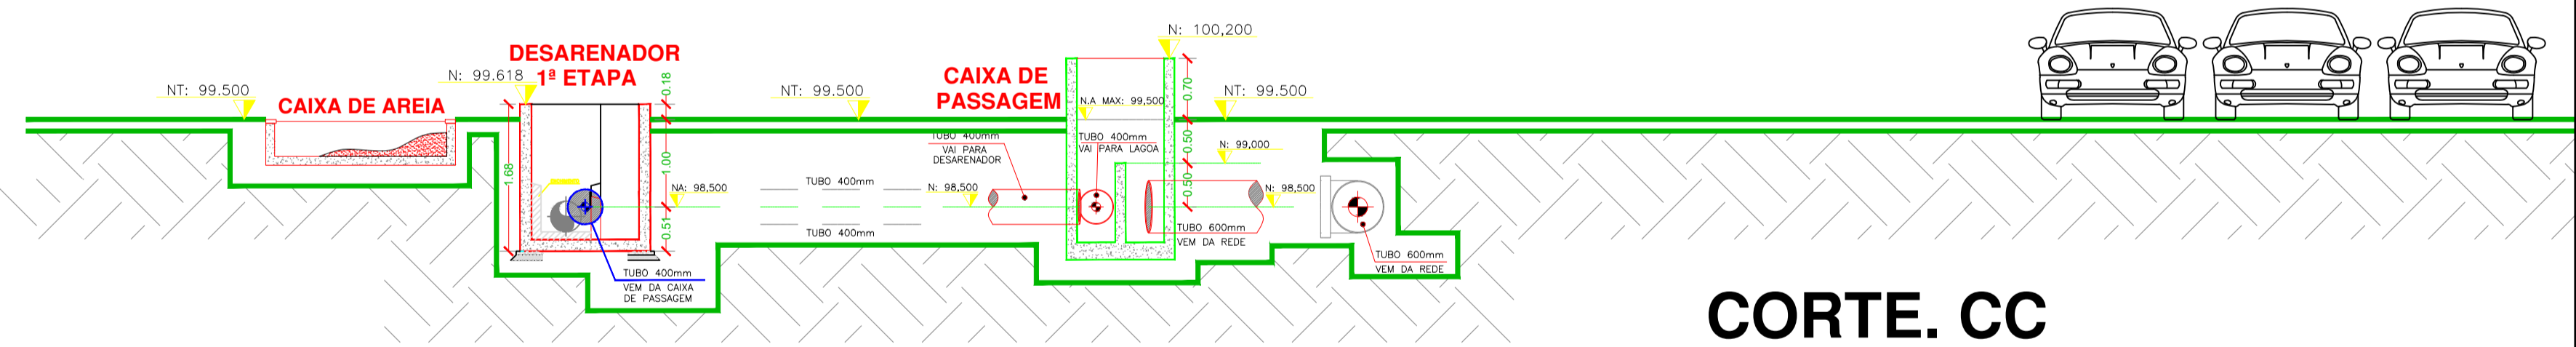 NT: 99.500
CAIXA DE AREIA
N: 99.618
DESARENADOR
1ª ETAPA
0.18
1.68
1.00
0.51
NA: 98,500
TUBO 400mm
VEM DA CAIXA
DE PASSAGEM
TUBO 400mm
TUBO 400mm
NT: 99.500
CAIXA DE
PASSAGEM
TUBO 400mm
VAI PARA
DESARENADOR
N: 98,500
N: 100,200
N.A MAX: 99,500
TUBO 400mm
VAI PARA LAGOA
0.70
0.50
0.50
NT: 99.500
N: 99,000
N: 98,500
TUBO 600mm
VEM DA REDE
TUBO 600mm
VEM DA REDE
CORTE. CC